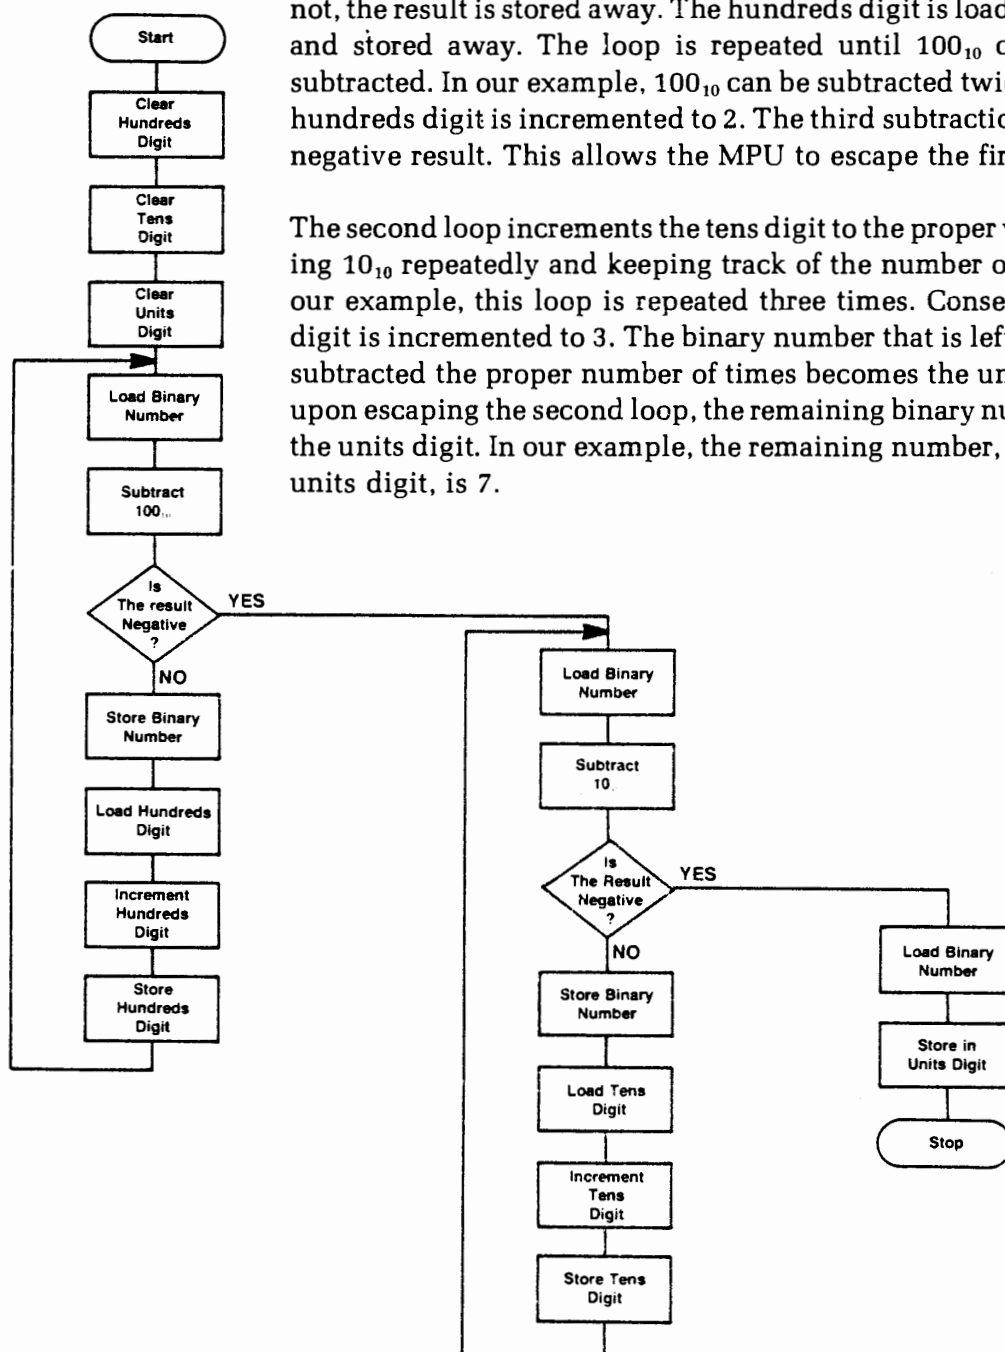 not, the result is stored away. The hundreds digit is load
and stored away. The loop is repeated until 100₁₀ c
subtracted. In our example, 100₁₀ can be subtracted twi
hundreds digit is incremented to 2. The third subtractio
negative result. This allows the MPU to escape the fir
The second loop increments the tens digit to the proper
ing 10₁₀ repeatedly and keeping track of the number o
our example, this loop is repeated three times. Conse
digit is incremented to 3. The binary number that is left
subtracted the proper number of times becomes the un
upon escaping the second loop, the remaining binary nu
the units digit. In our example, the remaining number,
units digit, is 7.
Start
Clear
Hundreds
Digit
Clear
Tens
Digit
Clear
Units
Digit
Load Binary
Number
Subtract
100
Is
The result
Negative
?
YES
NO
Store Binary
Number
Load Hundreds
Digit
Increment
Hundreds
Digit
Store
Hundreds
Digit
Load Binary
Number
Subtract
10
Is
The Result
Negative
?
YES
NO
Store Binary
Number
Load Tens
Digit
Increment
Tens
Digit
Store Tens
Digit
Load Binary
Number
Store in
Units Digit
Stop